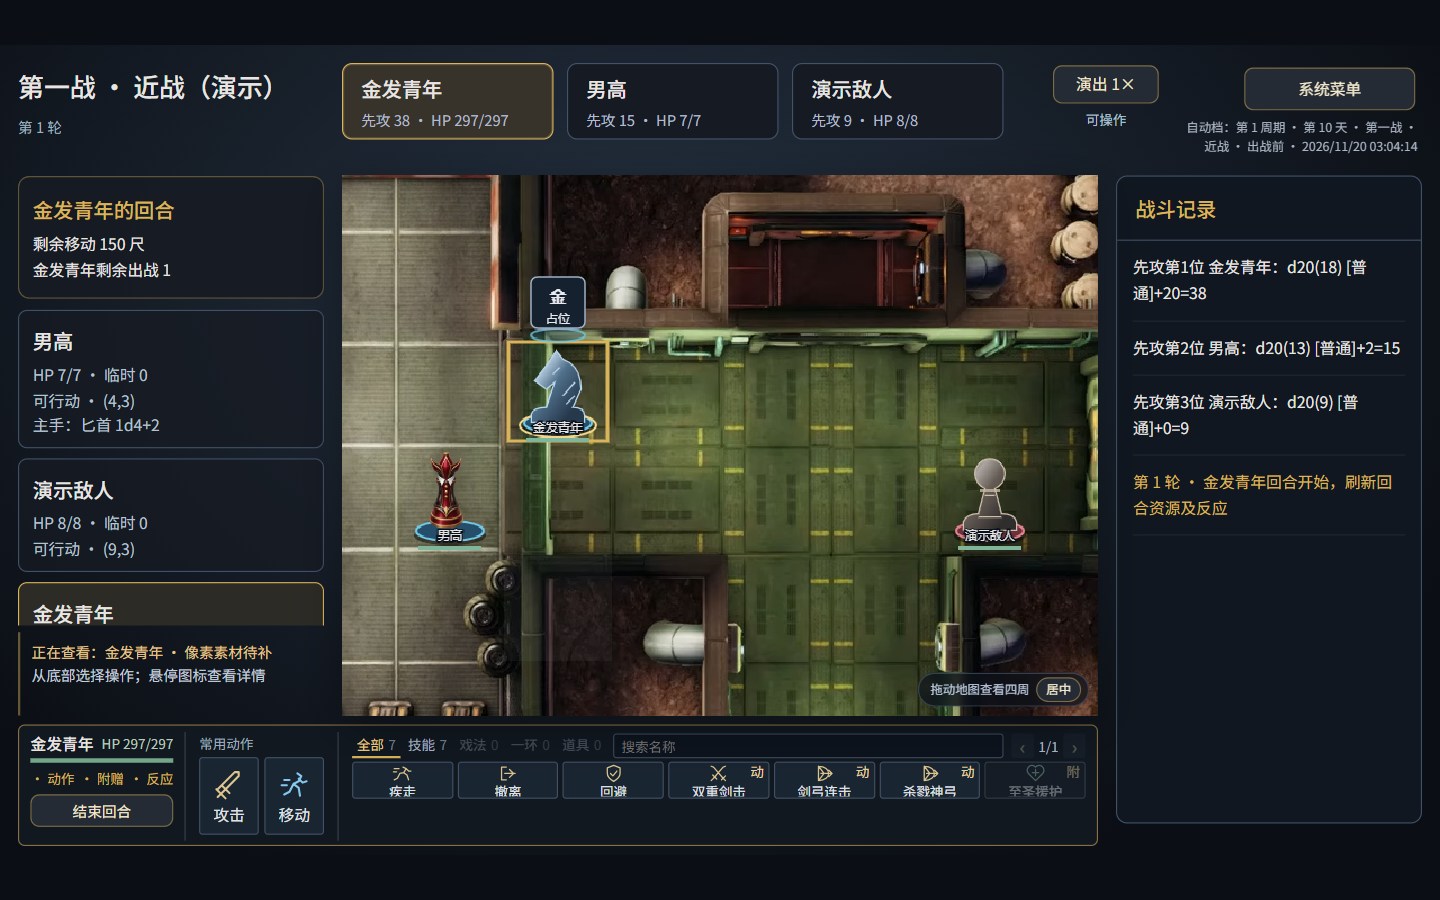 第一战 · 近战（演示）
第 1 轮
金发青年
先攻 38 · HP 297/297
男高
先攻 15 · HP 7/7
演示敌人
先攻 9 · HP 8/8
演出 1×
可操作
系统菜单
自动档：第 1 周期 · 第 10 天 · 第一战 ·
近战 · 出战前 · 2026/11/20 03:04:14
金发青年的回合
剩余移动 150 尺
金发青年剩余出战 1
男高
HP 7/7 · 临时 0
可行动 · (4,3)
主手：匕首 1d4+2
演示敌人
HP 8/8 · 临时 0
可行动 · (9,3)
金发青年
正在查看：金发青年 · 像素素材待补
从底部选择操作；悬停图标查看详情
金
占位
金发青年
男高
演示敌人
拖动地图查看四周
居中
战斗记录
先攻第1位 金发青年：d20(18) [普
通]+20=38
先攻第2位 男高：d20(13) [普通]+2=15
先攻第3位 演示敌人：d20(9) [普
通]+0=9
第 1 轮 · 金发青年回合开始，刷新回
合资源及反应
金发青年 HP 297/297
· 动作 · 附赠 · 反应
结束回合
常用动作
攻击
移动
全部 7 技能 7 戏法 0 一环 0 道具 0
搜索名称
‹ 1/1 ›
疾走
撤离
回避
动
双重剑击
动
剑弓连击
动
杀戮神弓
附
至圣援护